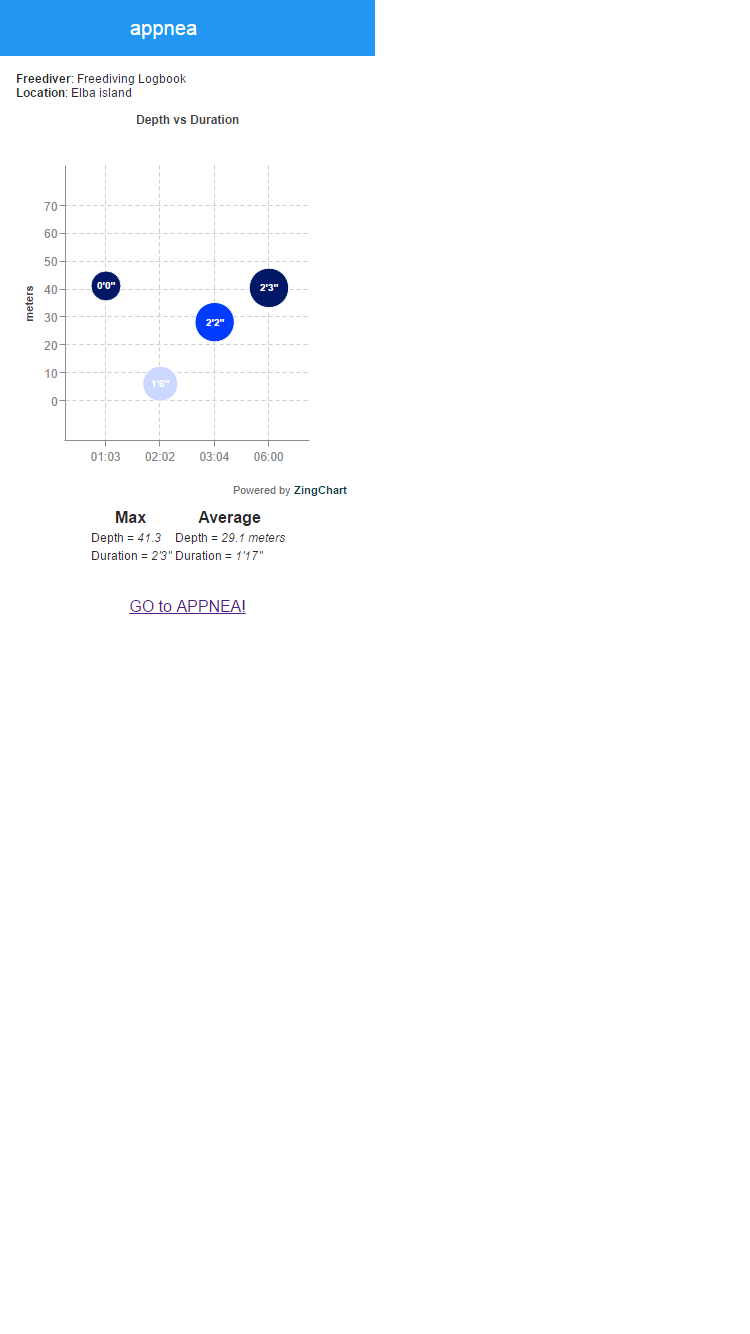 appnea
Freediver: Freediving Logbook
Location: Elba island
Depth vs Duration
70
60
50
40
30
20
10
0
meters
0'0"
1'6"
2'2"
2'3"
01:03 02:02 03:04 06:00
Powered by ZingChart
Max Average
Depth = 41.3 Depth = 29.1 meters
Duration = 2'3" Duration = 1'17"
GO to APPNEA!